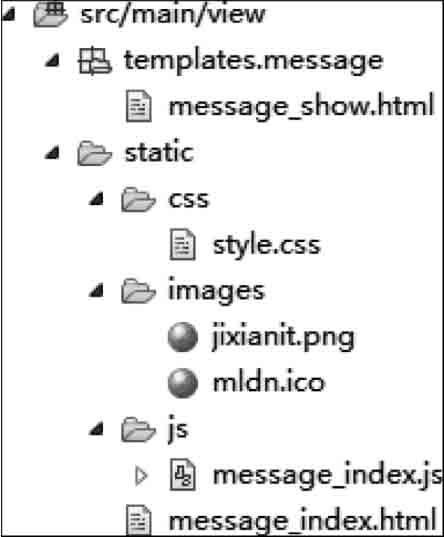 src/main/view
templates.message
message_show.html
static
css
style.css
images
jixianit.png
mldn.ico
js
message_index.js
message_index.html